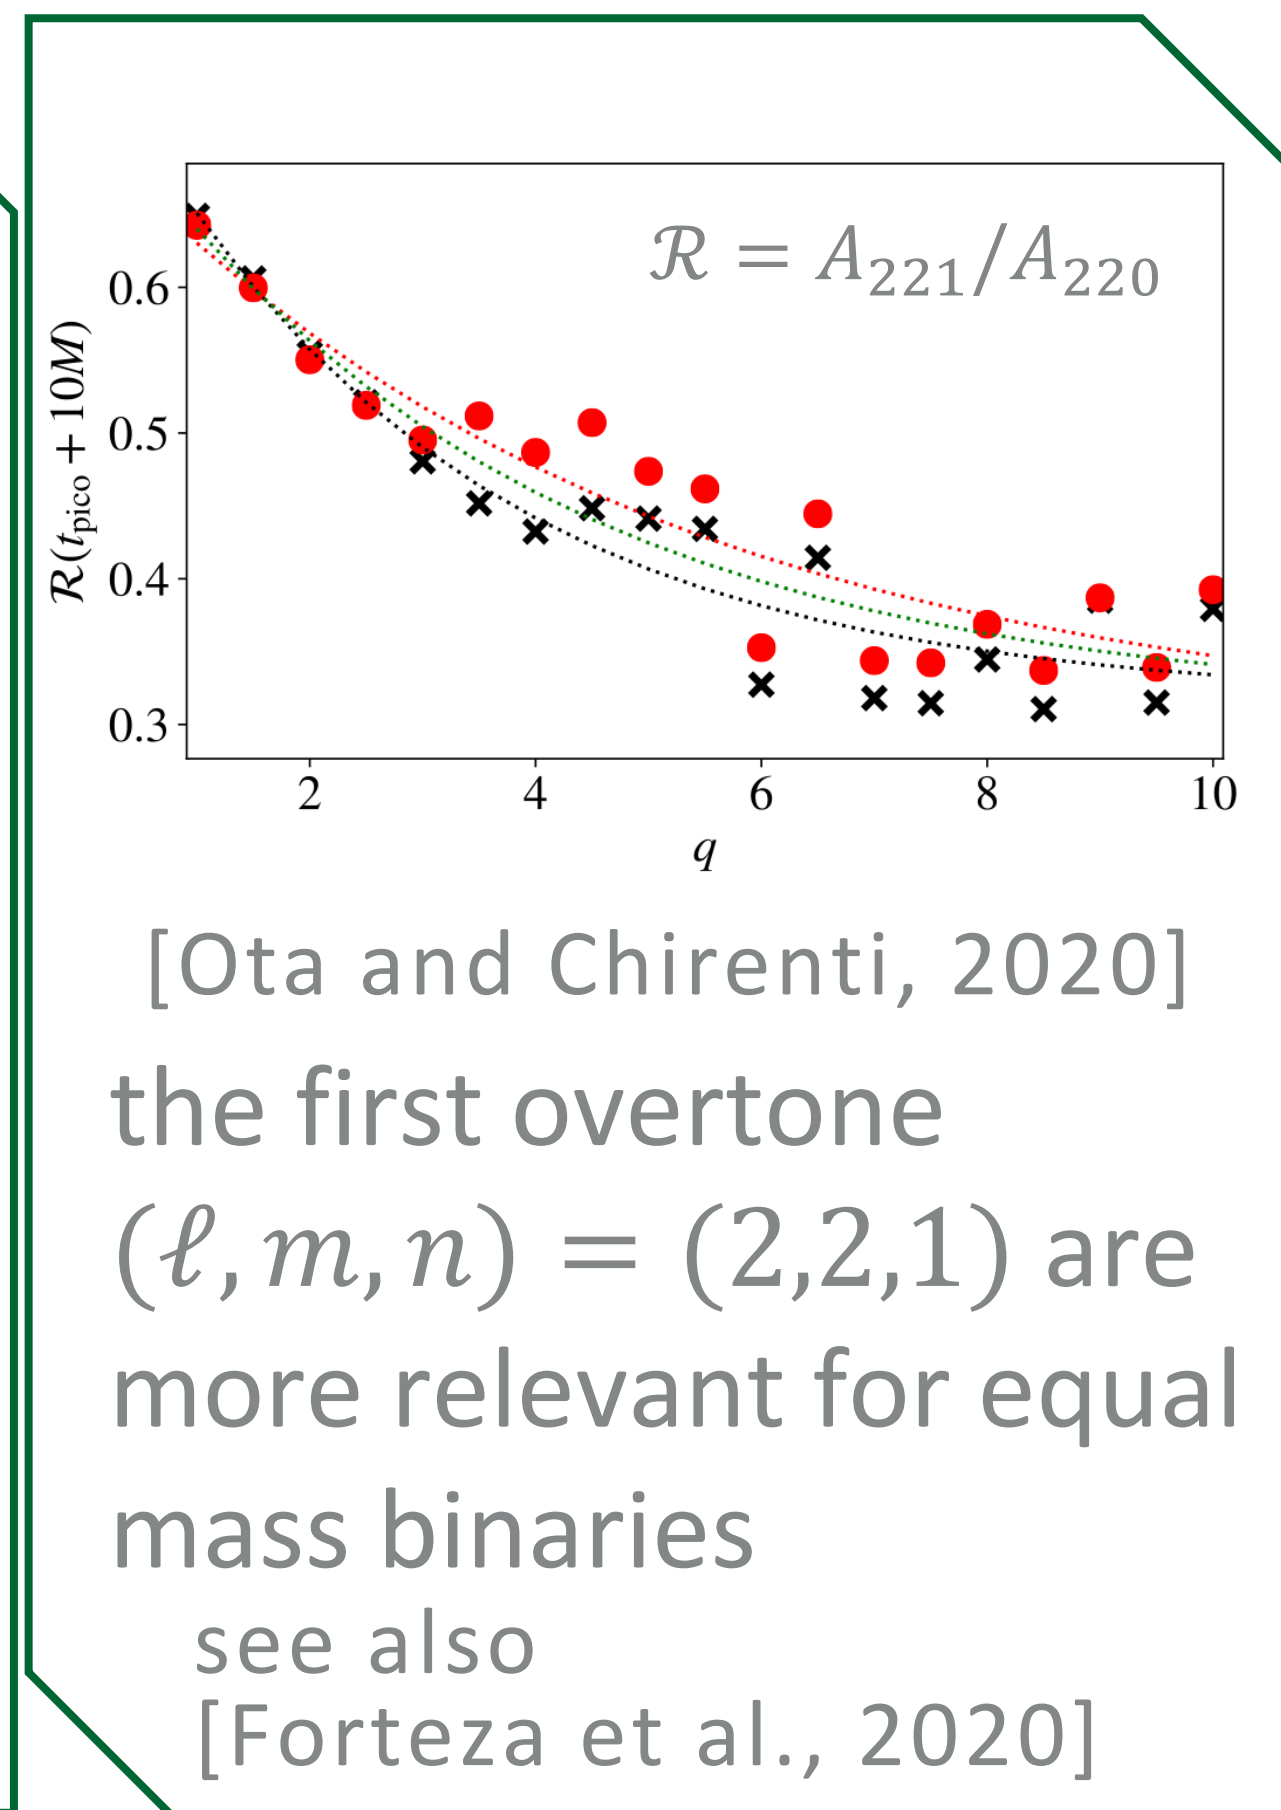 ℛ = A₂₂₁/A₂₂₀
0.6
0.5
0.4
0.3
ℛ(t_pico + 10M)
2 4 6 8 10
q
[Ota and Chirenti, 2020]
the first overtone
(ℓ, m, n) = (2,2,1) are
more relevant for equal
mass binaries
see also
[Forteza et al., 2020]